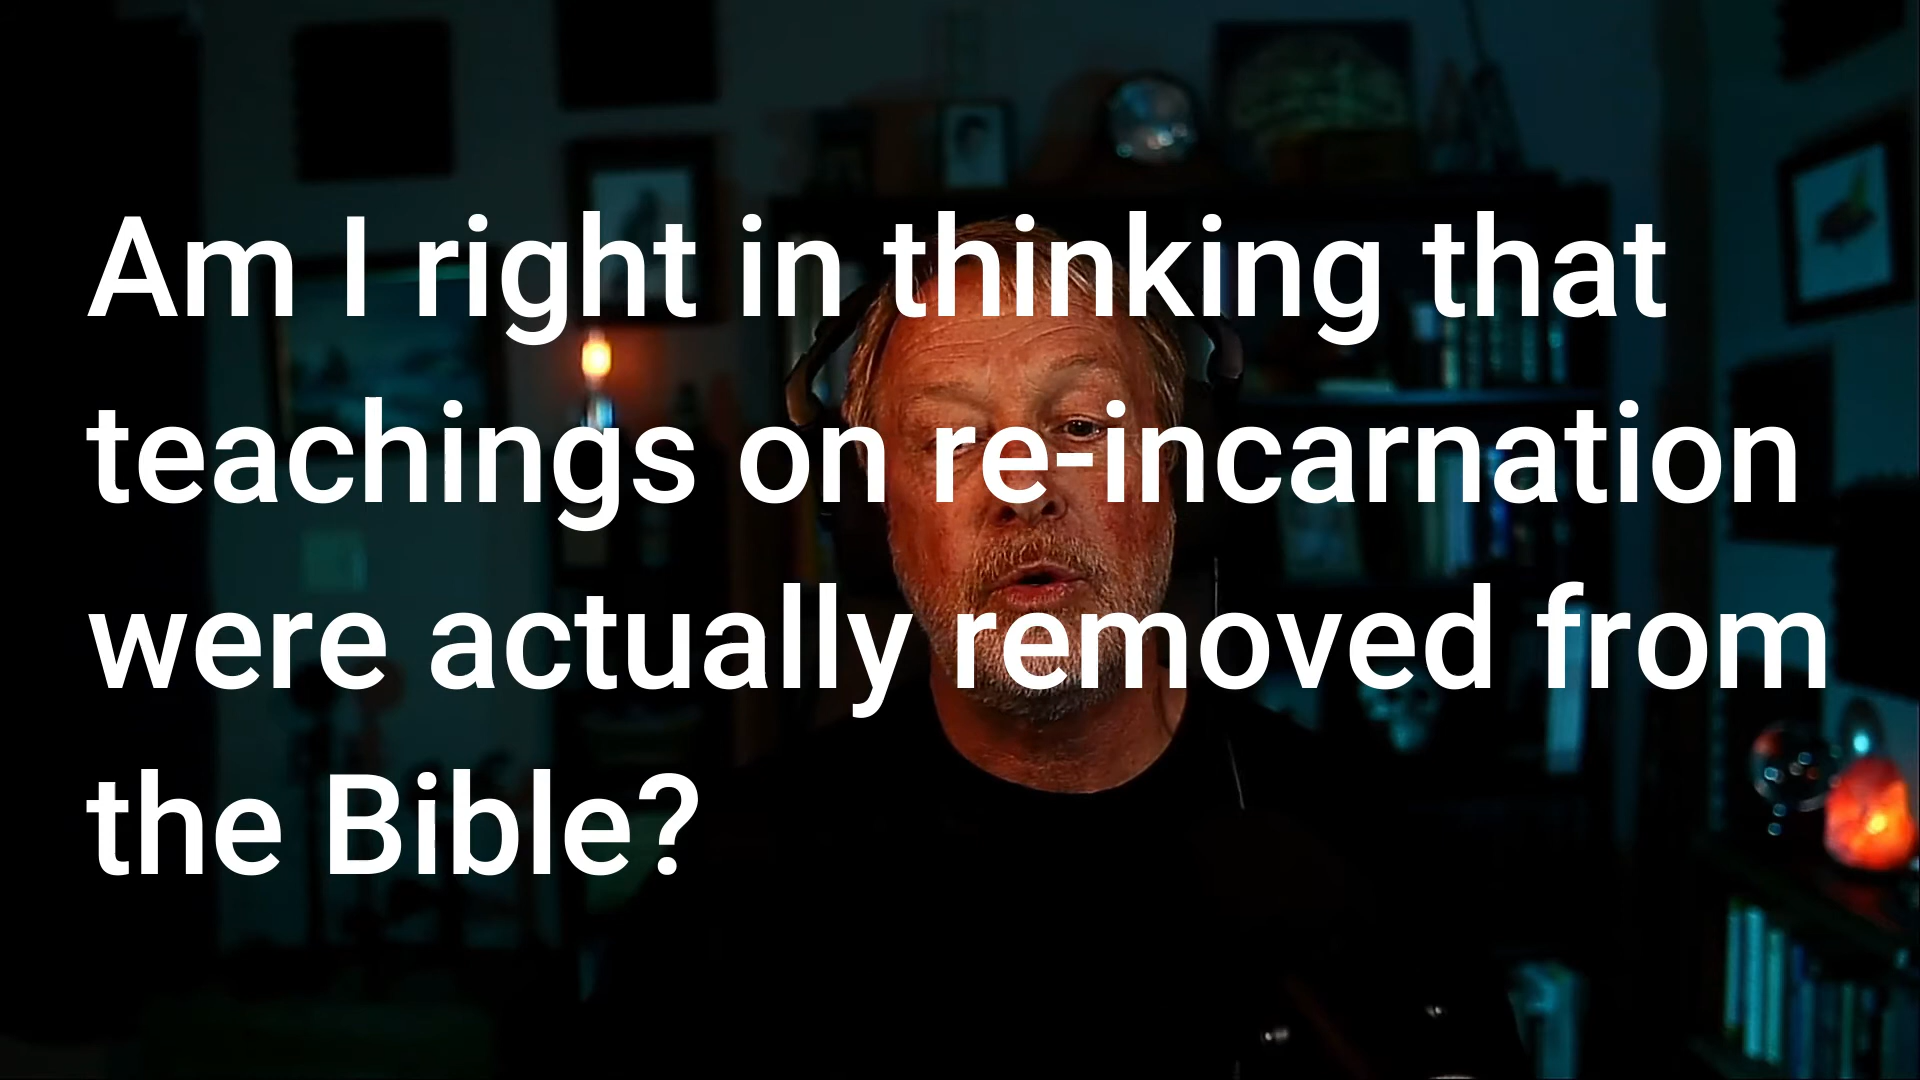 Am I right in thinking that
teachings on re-incarnation
were actually removed from
the Bible?